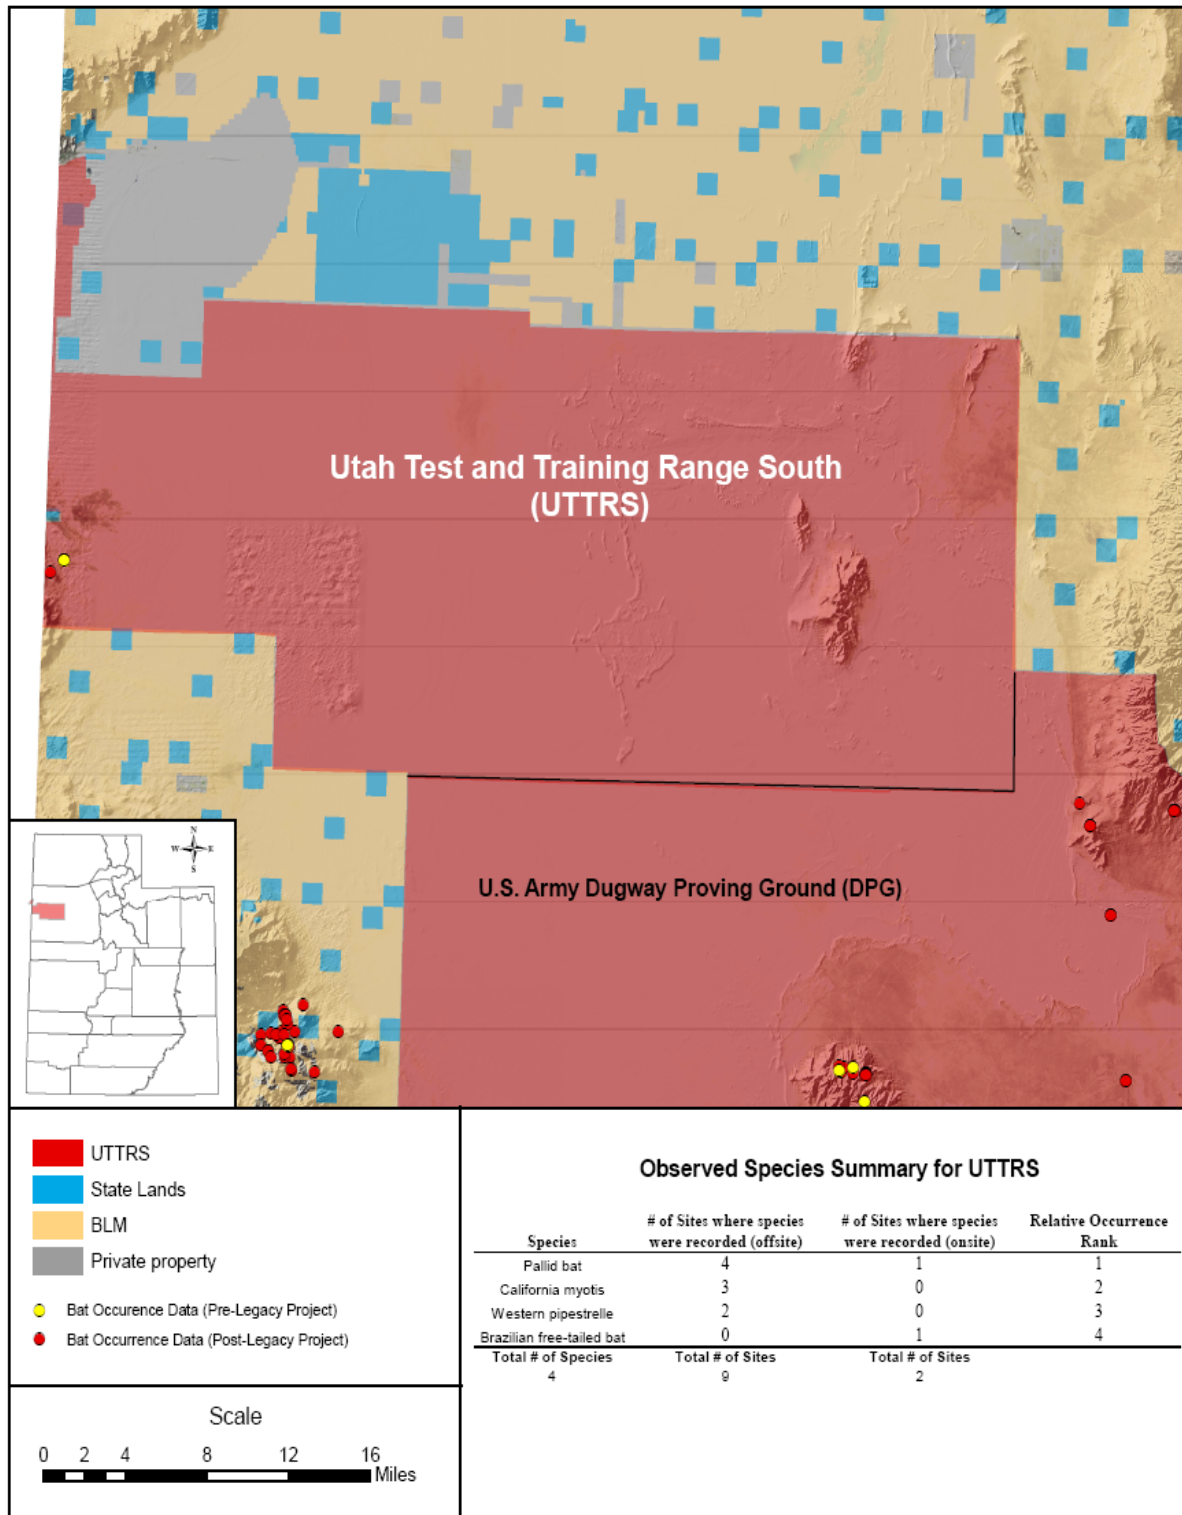 Utah Test and Training Range South
(UTTRS)
U.S. Army Dugway Proving Ground (DPG)
N
W E
S
UTTRS
State Lands
BLM
Private property
Bat Occurence Data (Pre-Legacy Project)
Bat Occurrence Data (Post-Legacy Project)
Scale
0 2 4 8 12 16
Miles
Observed Species Summary for UTTRS
Species # of Sites where species were recorded (offsite) # of Sites where species were recorded (onsite) Relative Occurrence Rank
Pallid bat 4 1 1
California myotis 3 0 2
Western pipestrelle 2 0 3
Brazilian free-tailed bat 0 1 4
Total # of Species Total # of Sites Total # of Sites
4 9 2